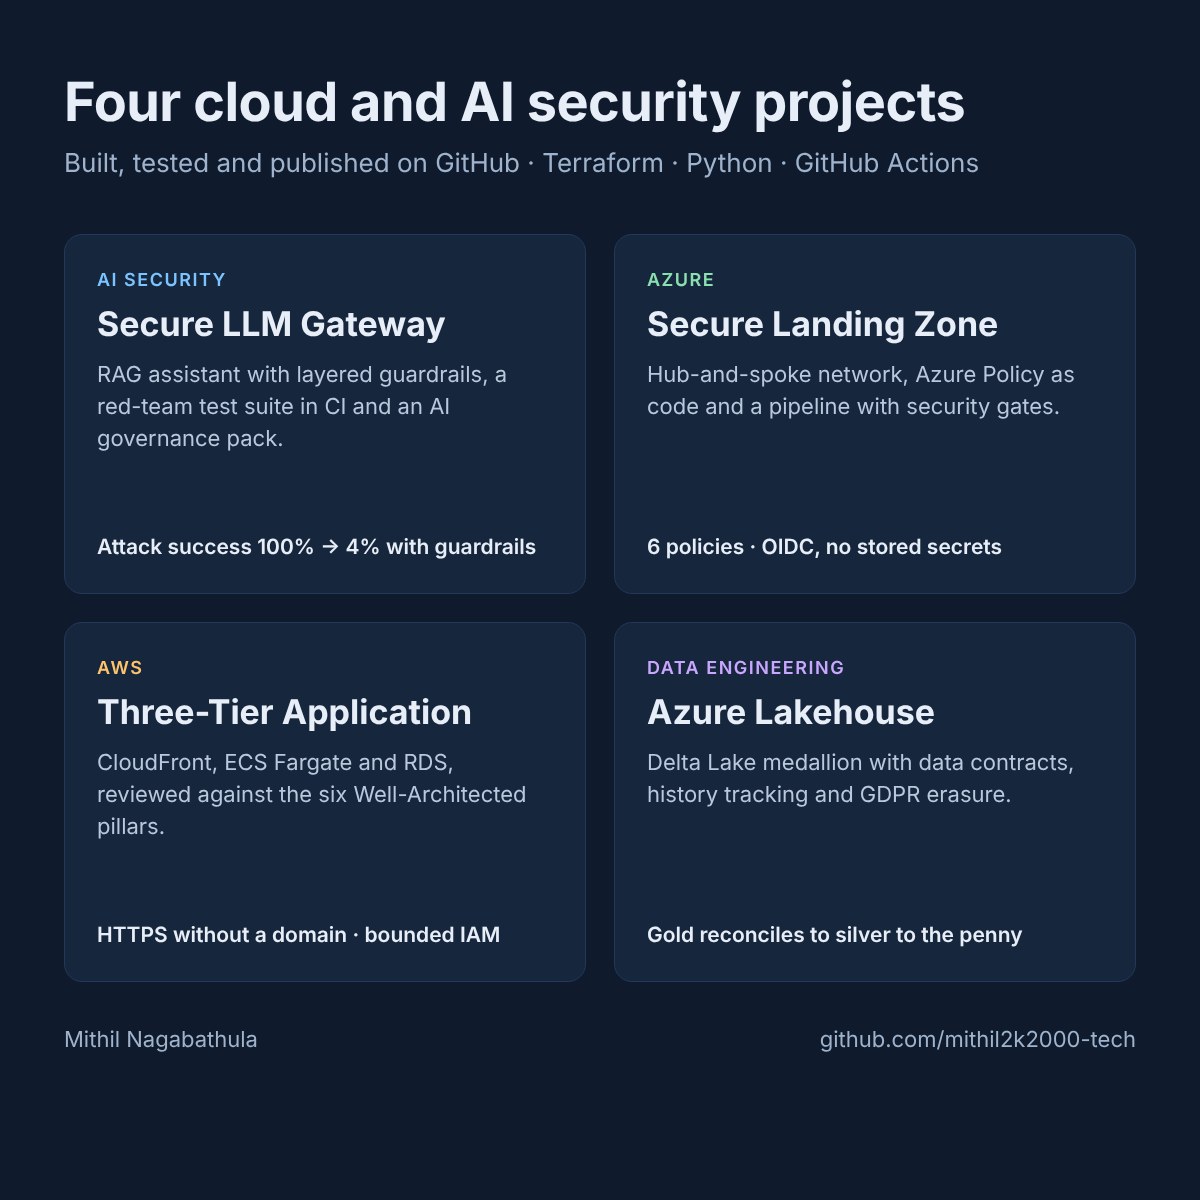 Four cloud and AI security projects
Built, tested and published on GitHub · Terraform · Python · GitHub Actions
AI SECURITY
Secure LLM Gateway
RAG assistant with layered guardrails, a
red-team test suite in CI and an AI
governance pack.
Attack success 100% → 4% with guardrails
AZURE
Secure Landing Zone
Hub-and-spoke network, Azure Policy as
code and a pipeline with security gates.
6 policies · OIDC, no stored secrets
AWS
Three-Tier Application
CloudFront, ECS Fargate and RDS,
reviewed against the six Well-Architected
pillars.
HTTPS without a domain · bounded IAM
DATA ENGINEERING
Azure Lakehouse
Delta Lake medallion with data contracts,
history tracking and GDPR erasure.
Gold reconciles to silver to the penny
Mithil Nagabathula
github.com/mithil2k2000-tech